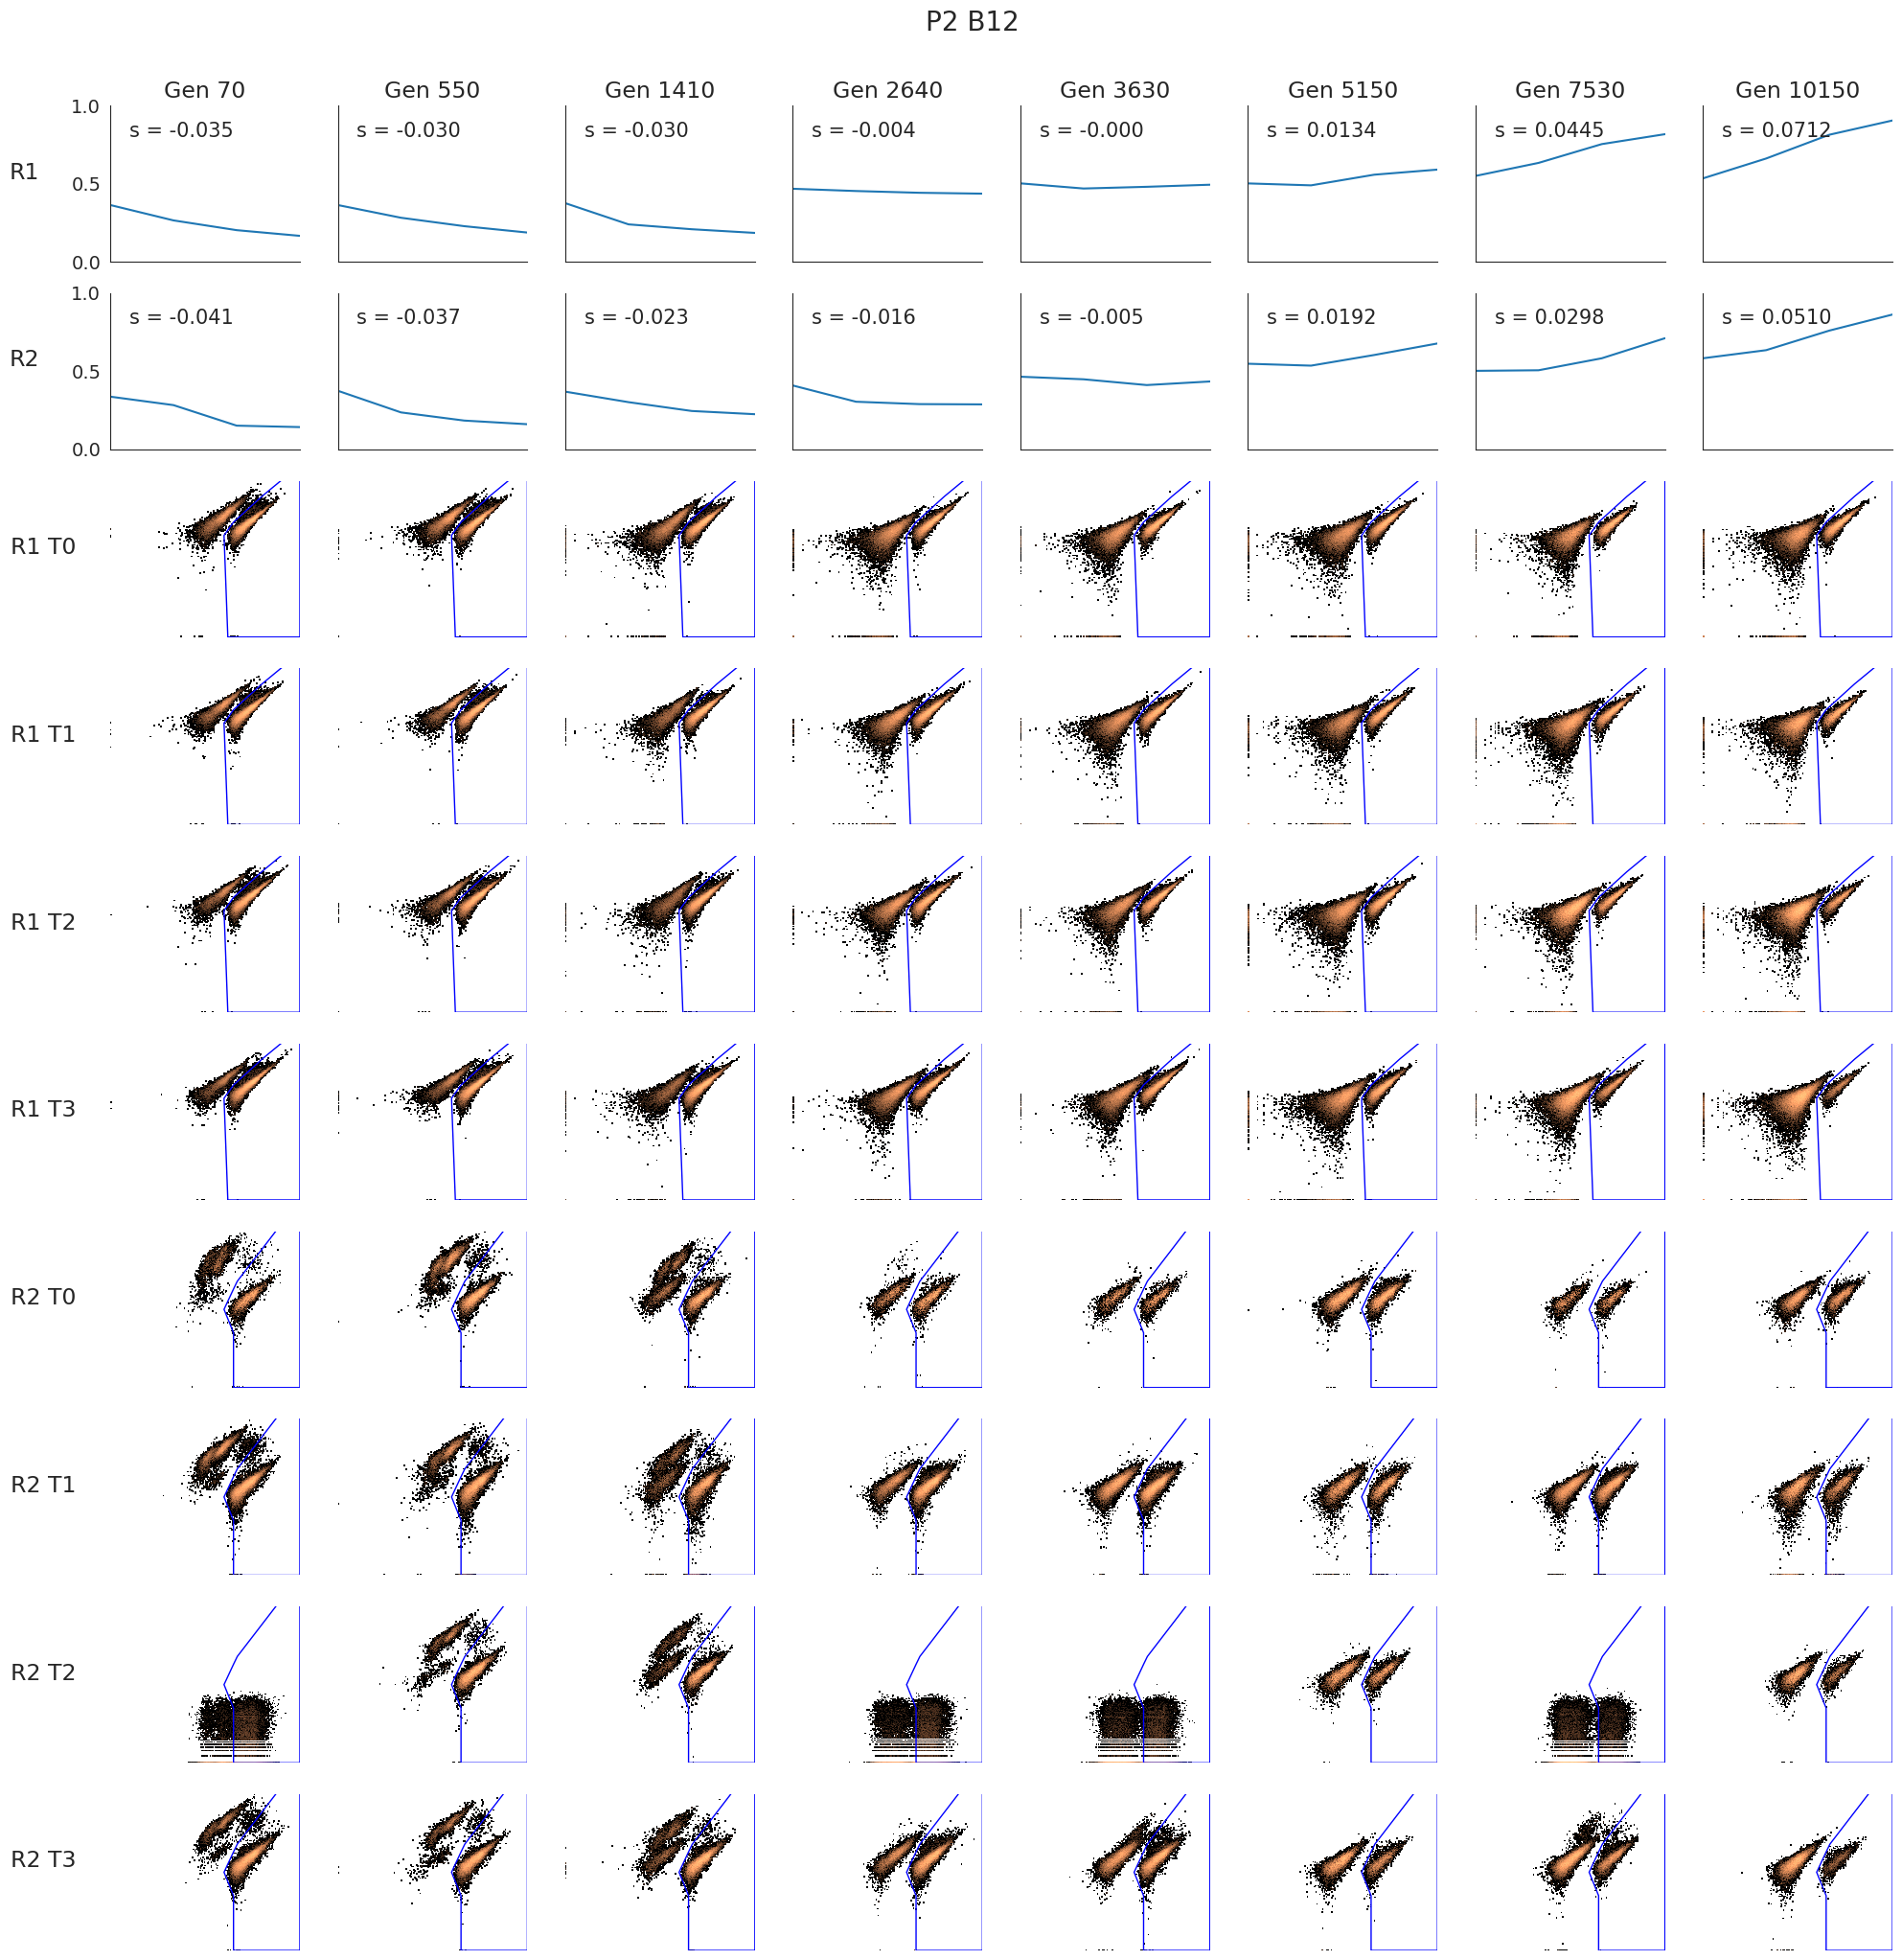 P2 B12
Gen 70 Gen 550 Gen 1410 Gen 2640 Gen 3630 Gen 5150 Gen 7530 Gen 10150
1.0
s = -0.035 s = -0.030 s = -0.030 s = -0.004 s = -0.000 s = 0.0134 s = 0.0445 s = 0.0712
R1
0.5
0.0
1.0
s = -0.041 s = -0.037 s = -0.023 s = -0.016 s = -0.005 s = 0.0192 s = 0.0298 s = 0.0510
R2
0.5
0.0
R1 T0
R1 T1
R1 T2
R1 T3
R2 T0
R2 T1
R2 T2
R2 T3